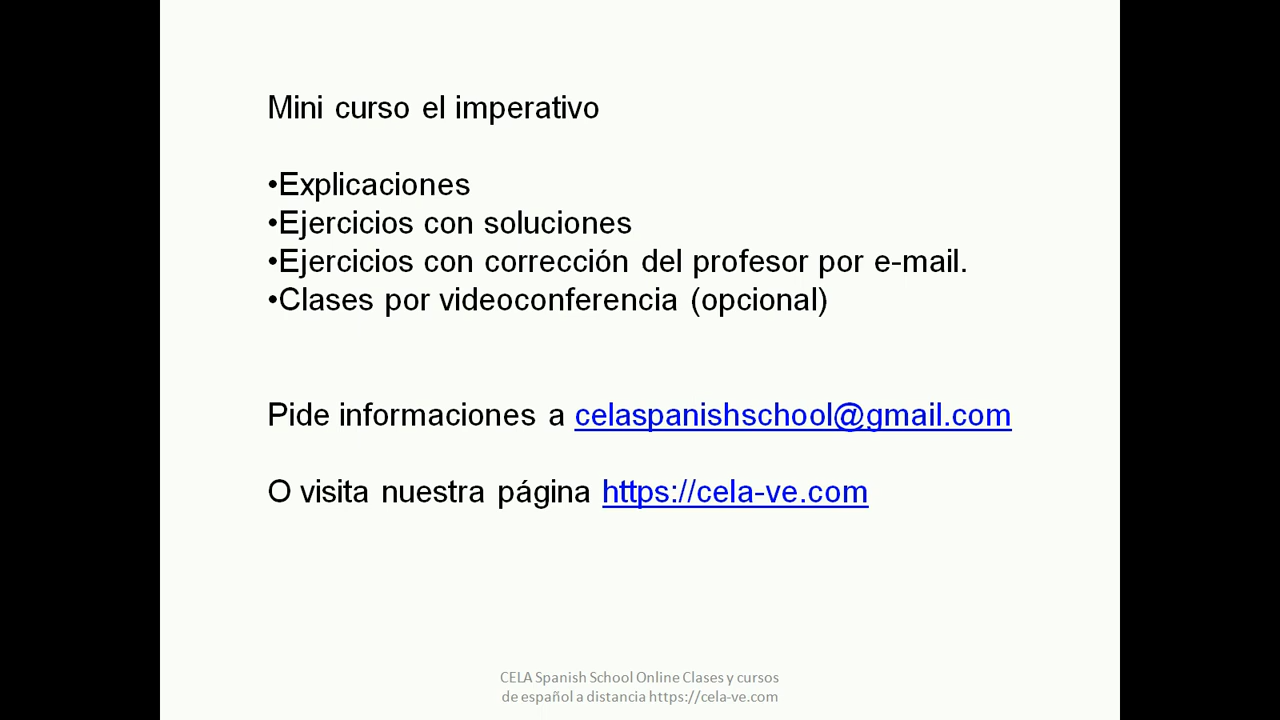 Mini curso el imperativo
•Explicaciones
•Ejercicios con soluciones
•Ejercicios con corrección del profesor por e-mail.
•Clases por videoconferencia (opcional)
Pide informaciones a celaspanishschool@gmail.com
O visita nuestra página https://cela-ve.com
CELA Spanish School Online Clases y cursos
de español a distancia https://cela-ve.com